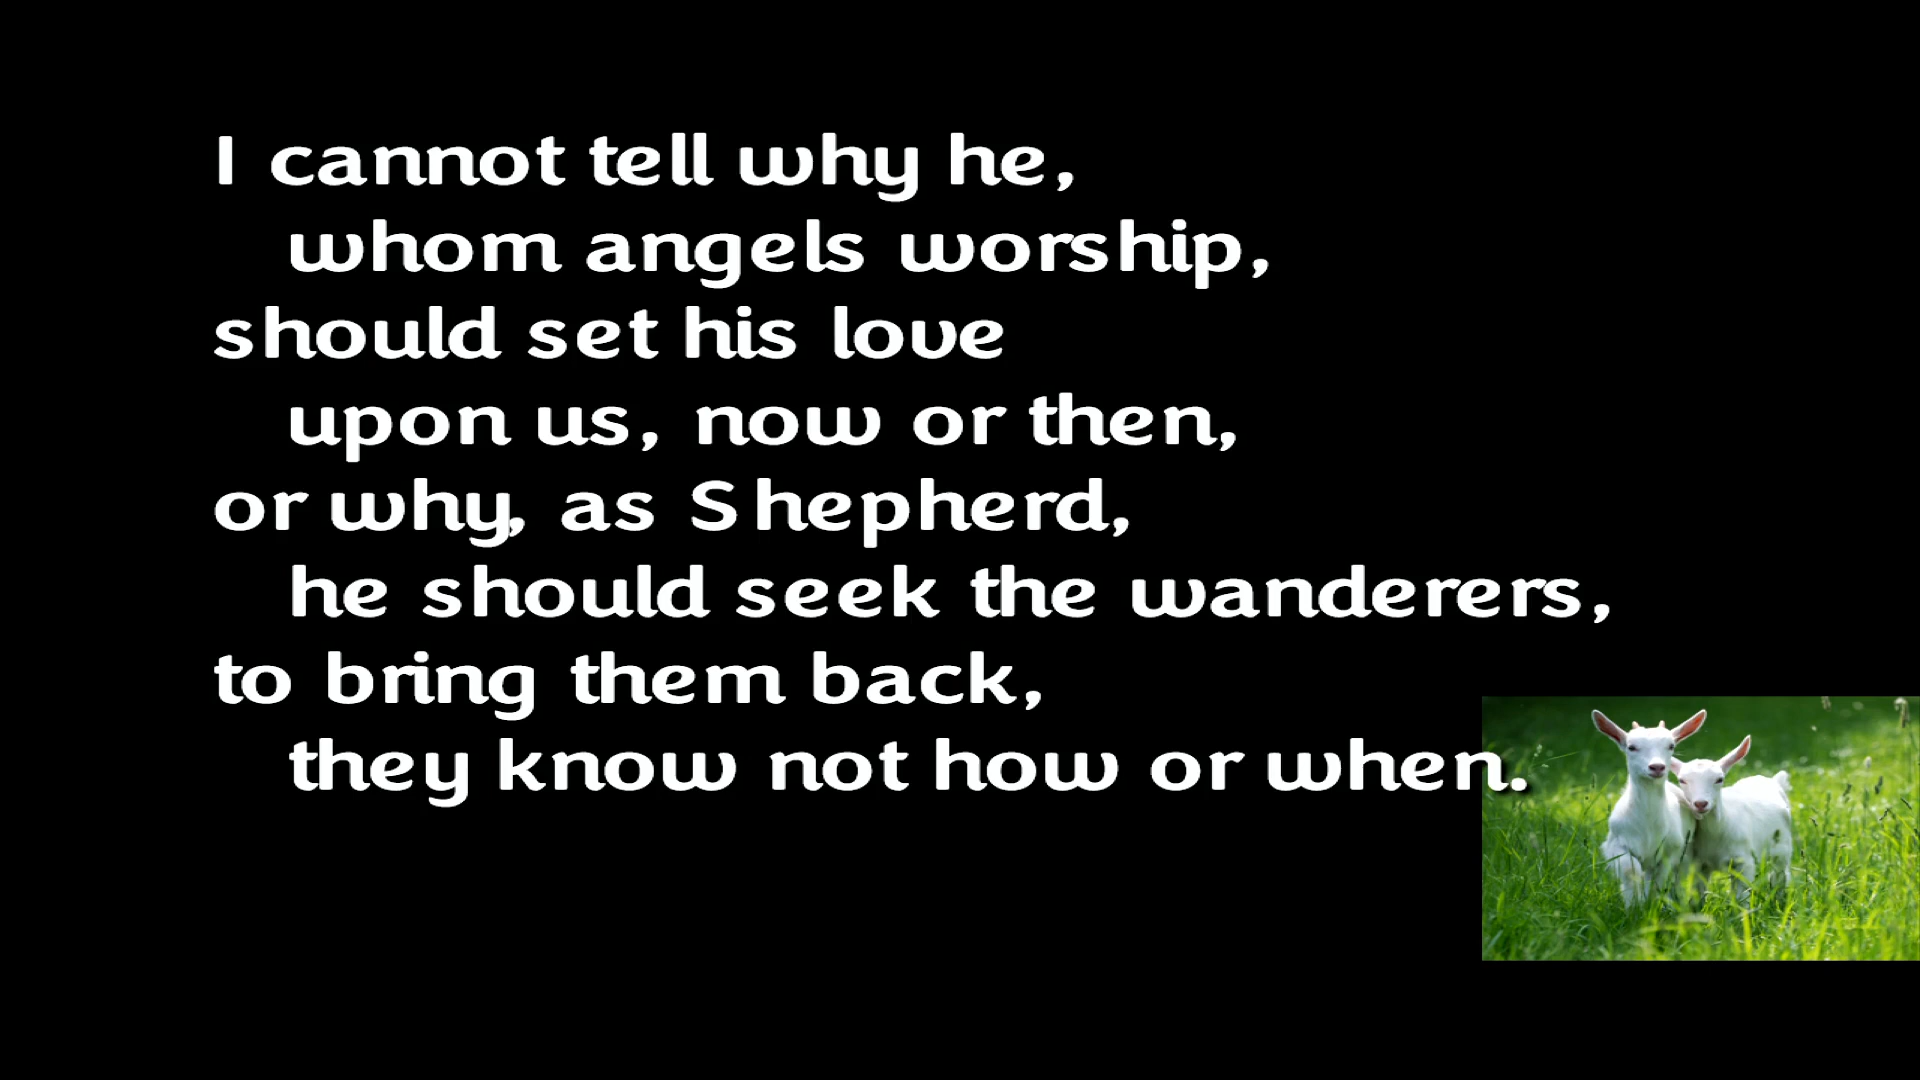 I cannot tell why he,
whom angels worship,
should set his love
upon us, now or then,
or why, as Shepherd,
he should seek the wanderers,
to bring them back,
they know not how or when.